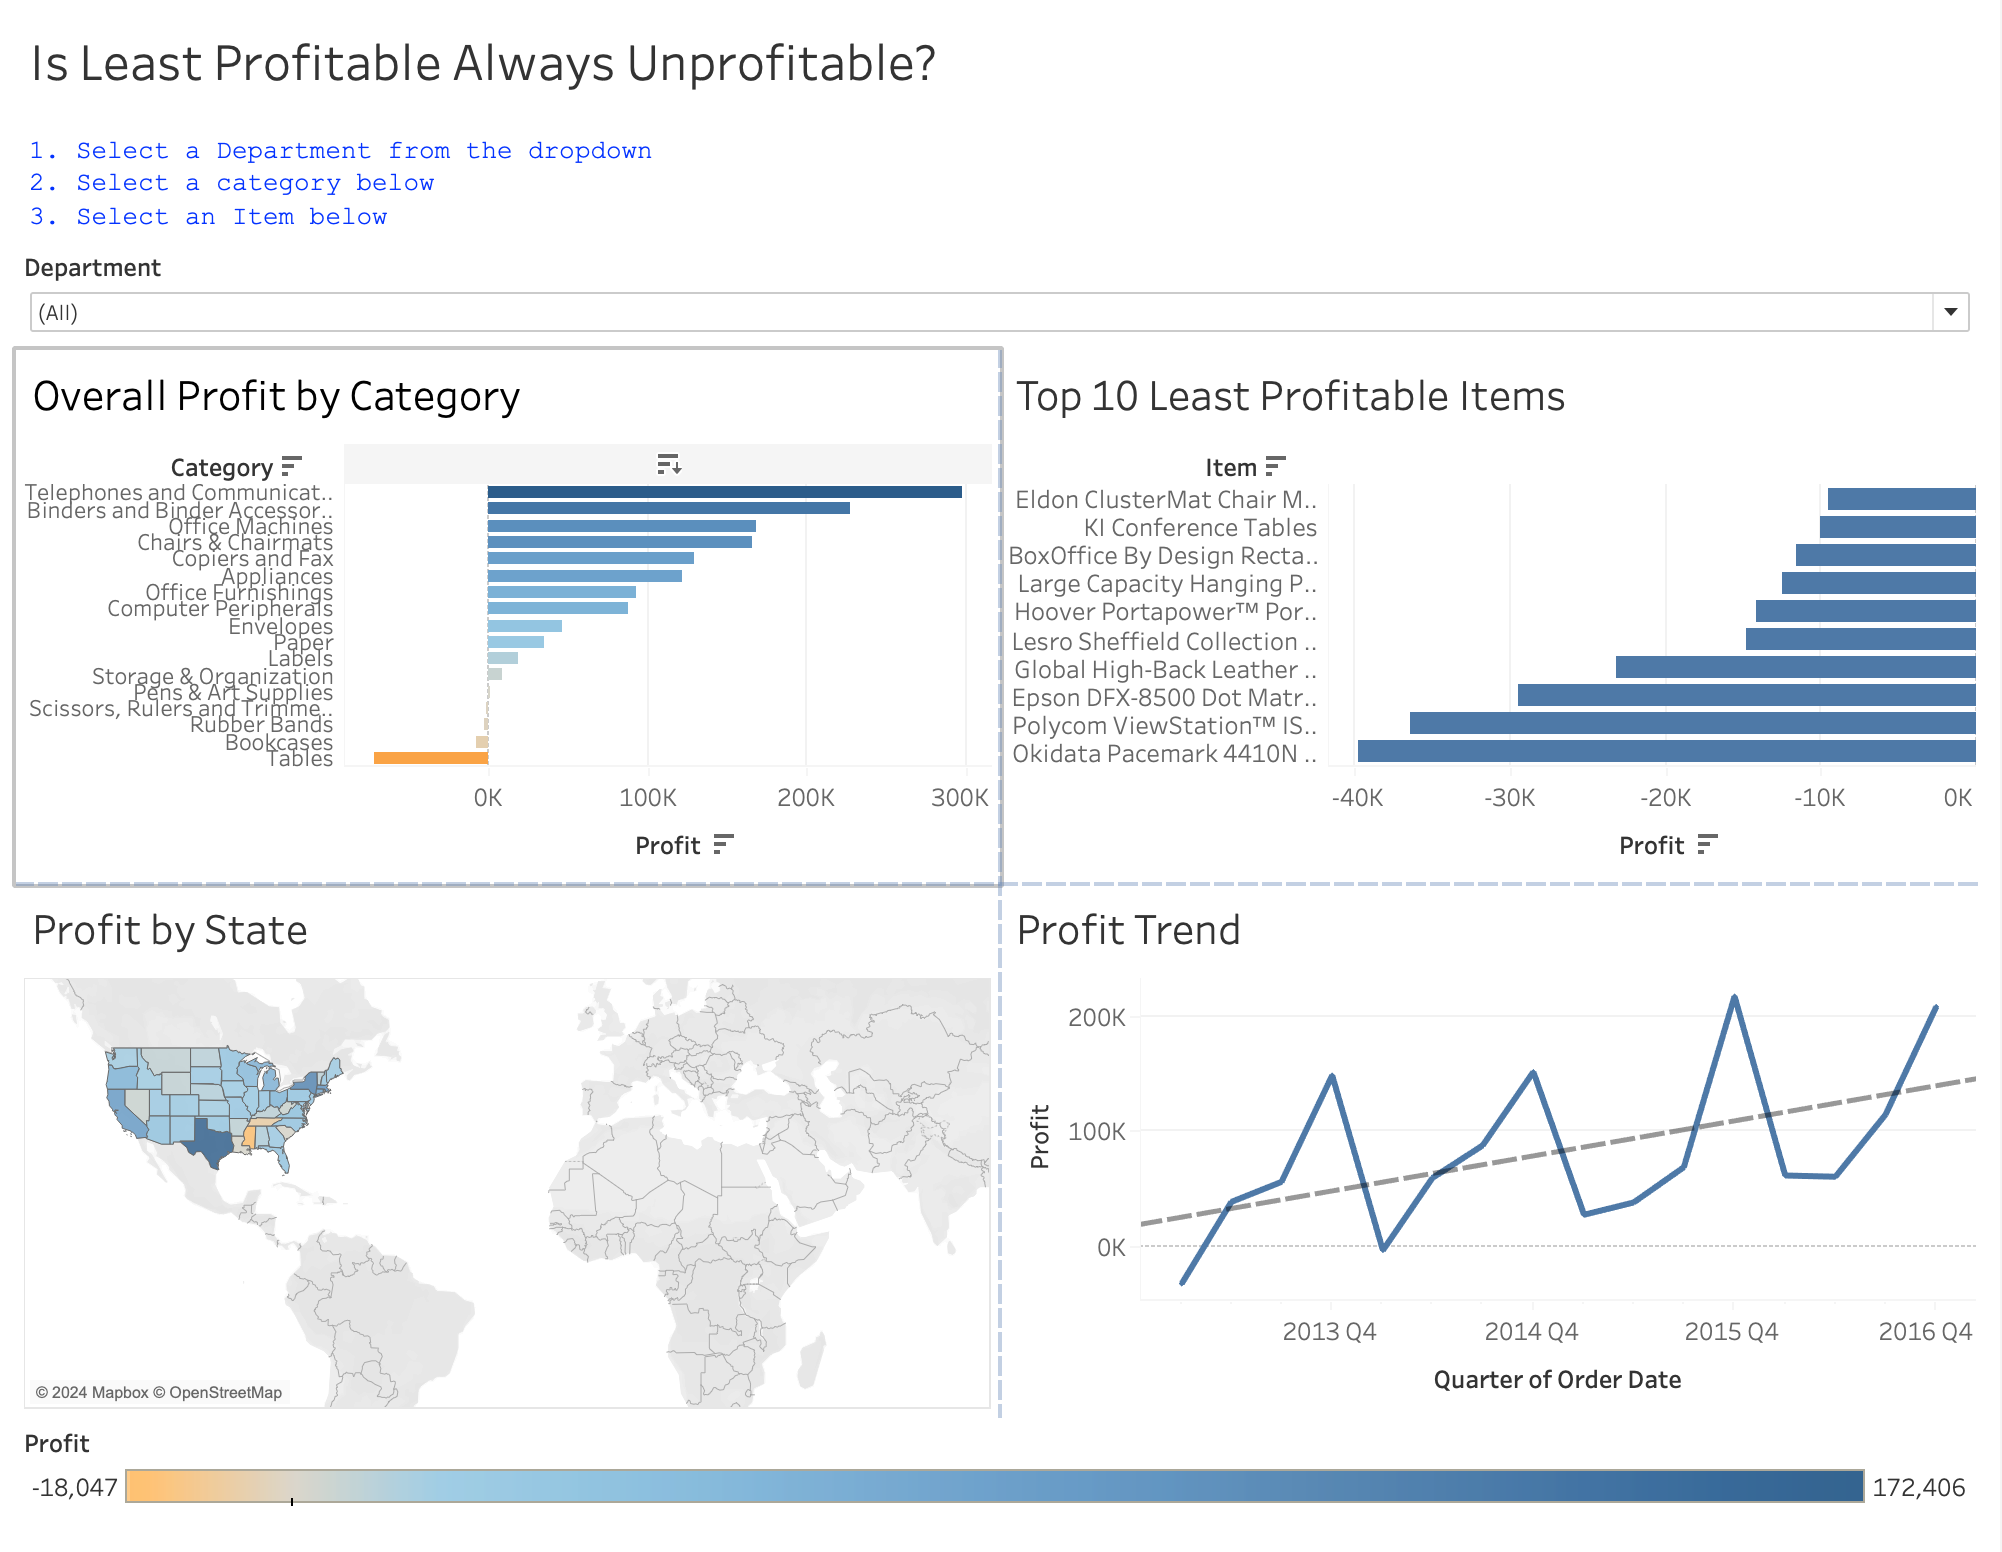 Is Least Profitable Always Unprofitable?
1. Select a Department from the dropdown
2. Select a category below
3. Select an Item below
Department
(All)
Overall Profit by Category
Category
Telephones and Communicat..
Binders and Binder Accessor..
Office Machines
Chairs & Chairmats
Copiers and Fax
Appliances
Office Furnishings
Computer Peripherals
Envelopes
Paper
Labels
Storage & Organization
Pens & Art Supplies
Scissors, Rulers and Trimme..
Rubber Bands
Bookcases
Tables
0K 100K 200K 300K
Profit
Top 10 Least Profitable Items
Item
Eldon ClusterMat Chair M..
KI Conference Tables
BoxOffice By Design Recta..
Large Capacity Hanging P..
Hoover Portapower™ Por..
Lesro Sheffield Collection ..
Global High-Back Leather ..
Epson DFX-8500 Dot Matr..
Polycom ViewStation™ IS..
Okidata Pacemark 4410N ..
-40K -30K -20K -10K 0K
Profit
Profit by State
© 2024 Mapbox © OpenStreetMap
Profit Trend
Profit
200K
100K
0K
2013 Q4 2014 Q4 2015 Q4 2016 Q4
Quarter of Order Date
Profit
-18,047 172,406